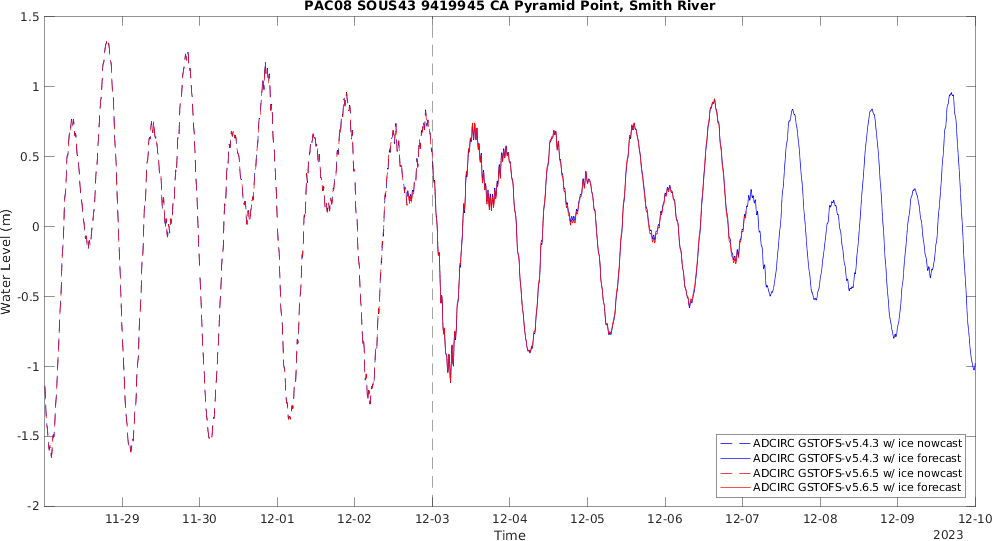 PAC08 SOUS43 9419945 CA Pyramid Point, Smith River
1.5
1
0.5
0
-0.5
-1
-1.5
-2
Water Level (m)
ADCIRC GSTOFS-v5.4.3 w/ ice nowcast
ADCIRC GSTOFS-v5.4.3 w/ ice forecast
ADCIRC GSTOFS-v5.6.5 w/ ice nowcast
ADCIRC GSTOFS-v5.6.5 w/ ice forecast
11-29 11-30 12-01 12-02 12-03 12-04 12-05 12-06 12-07 12-08 12-09 12-10
Time
2023